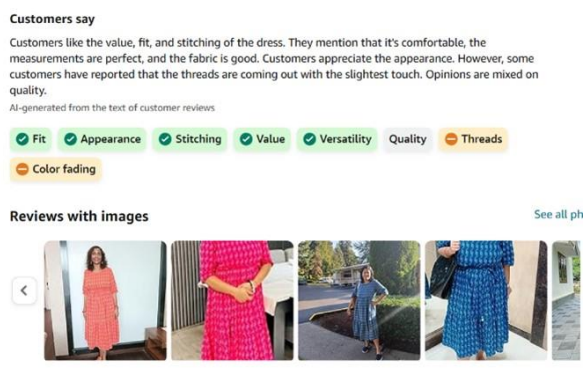 Customers say
Customers like the value, fit, and stitching of the dress. They mention that it's comfortable, the
measurements are perfect, and the fabric is good. Customers appreciate the appearance. However, some
customers have reported that the threads are coming out with the slightest touch. Opinions are mixed on
quality.
AI-generated from the text of customer reviews
Fit Appearance Stitching Value Versatility Quality Threads
Color fading
Reviews with images See all ph